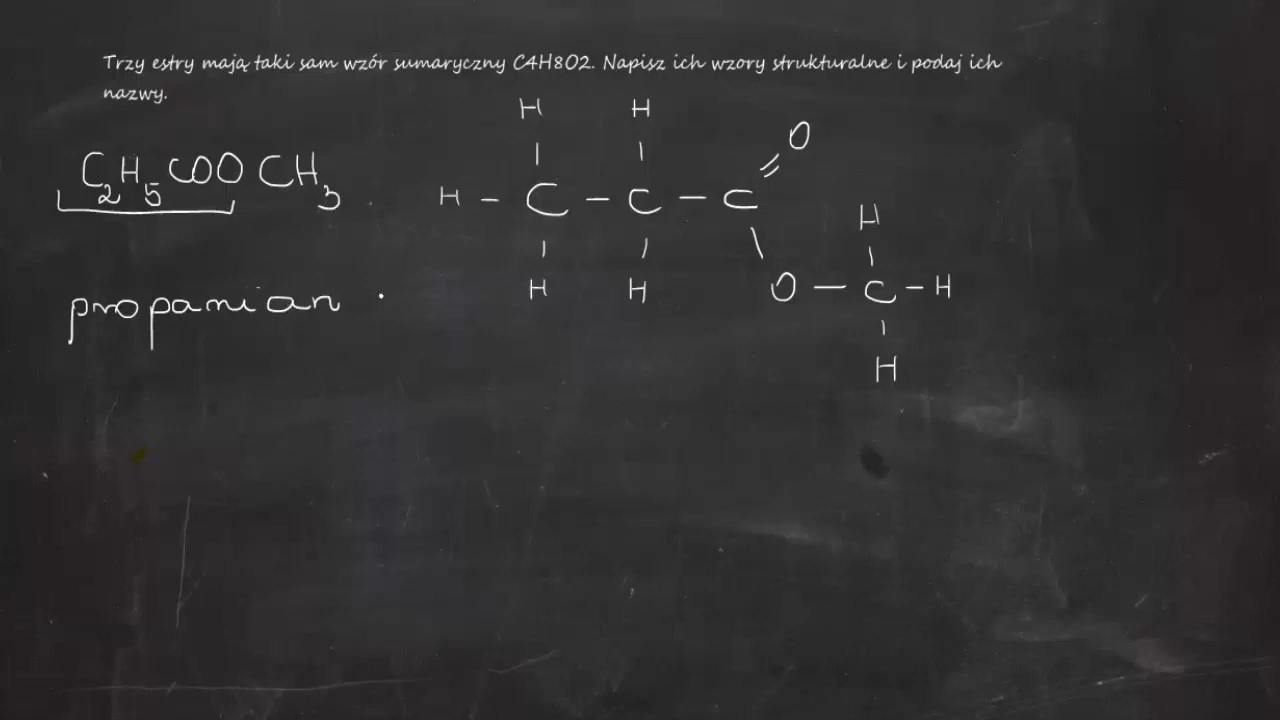 Trzy estry mają taki sam wzór sumaryczny C4H8O2. Napisz ich wzory strukturalne i podaj ich
nazwy.
H H O
C2H5COOCH3
H - C - C - C
H
H H O - C - H
propanian
H